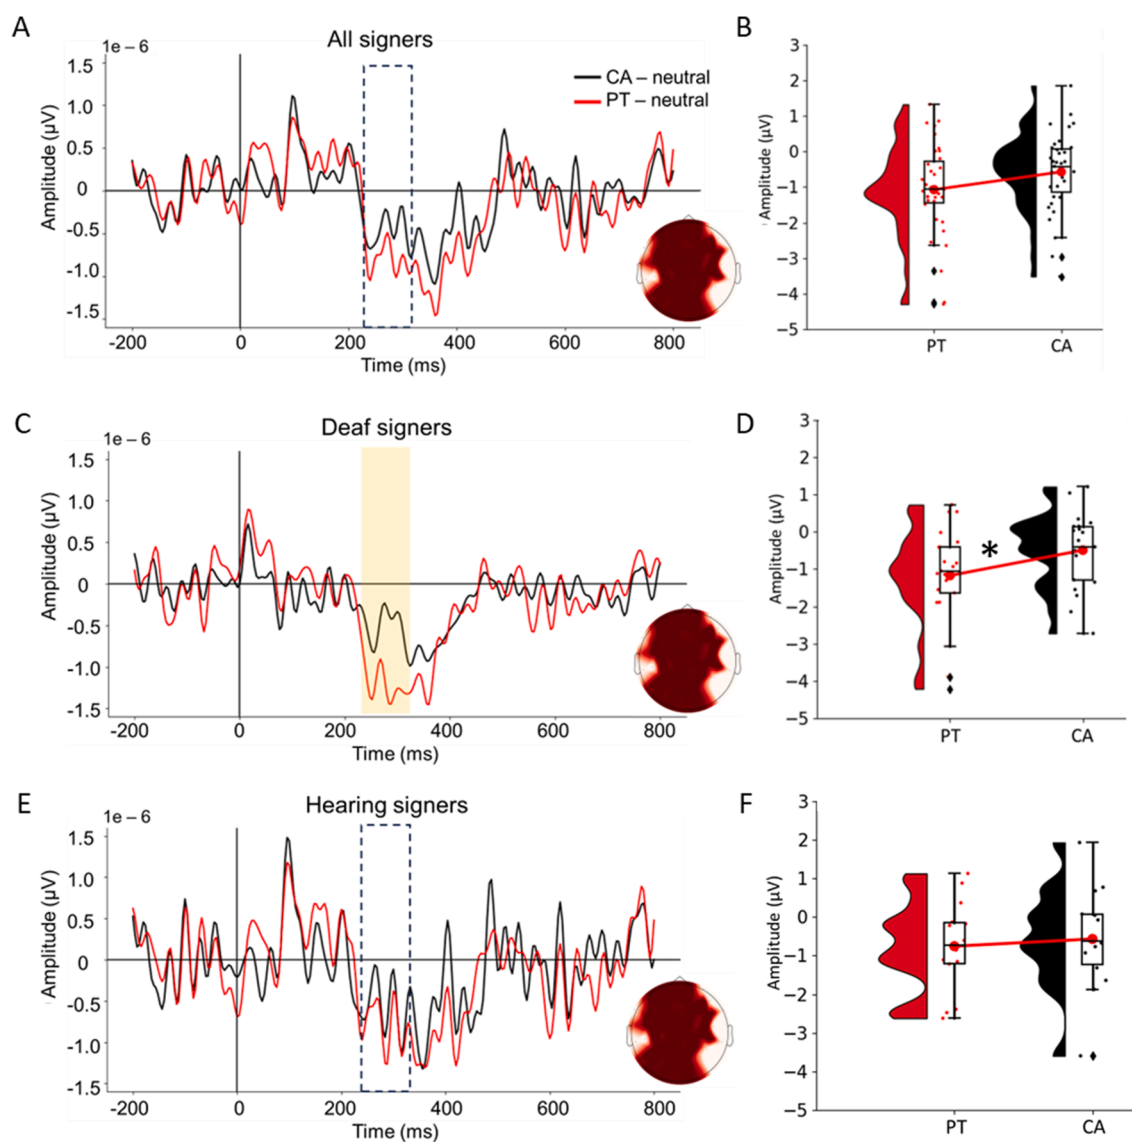 A
All signers
1e – 6
CA – neutral
PT – neutral
Amplitude (µV)
1.5
1.0
0.5
0
-0.5
-1.0
-1.5
-200
0
200
400
600
800
Time (ms)
B
Amplitude (µV)
3
2
1
0
−1
−2
−3
−4
−5
PT
CA
C
Deaf signers
1e – 6
Amplitude (µV)
1.5
1.0
0.5
0
-0.5
-1.0
-1.5
-200
0
200
400
600
800
Time (ms)
D
Amplitude (µV)
3
2
1
0
−1
−2
−3
−4
−5
*
PT
CA
E
Hearing signers
1e – 6
Amplitude (µV)
1.5
1.0
0.5
0
-0.5
-1.0
-1.5
-200
0
200
400
600
800
Time (ms)
F
Amplitude (µV)
3
2
1
0
−1
−2
−3
−4
−5
PT
CA